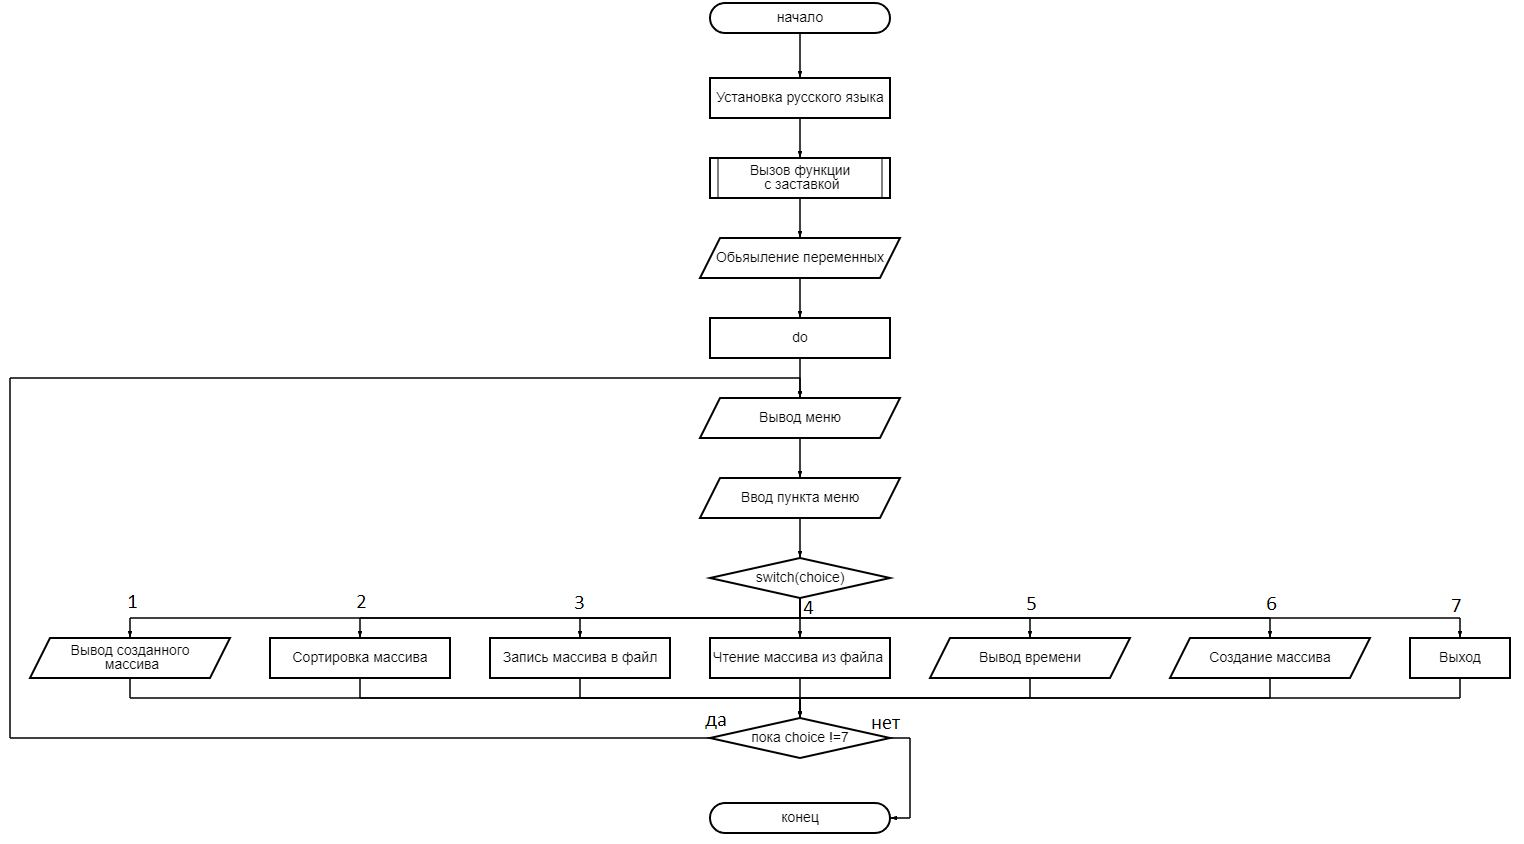 начало
Установка русского языка
Вызов функции
с заставкой
Обьяыление переменных
do
Вывод меню
Ввод пункта меню
switch(choice)
1
2
3
4
5
6
7
Вывод созданного
массива
Сортировка массива
Запись массива в файл
Чтение массива из файла
Вывод времени
Создание массива
Выход
да
пока choice !=7
нет
конец